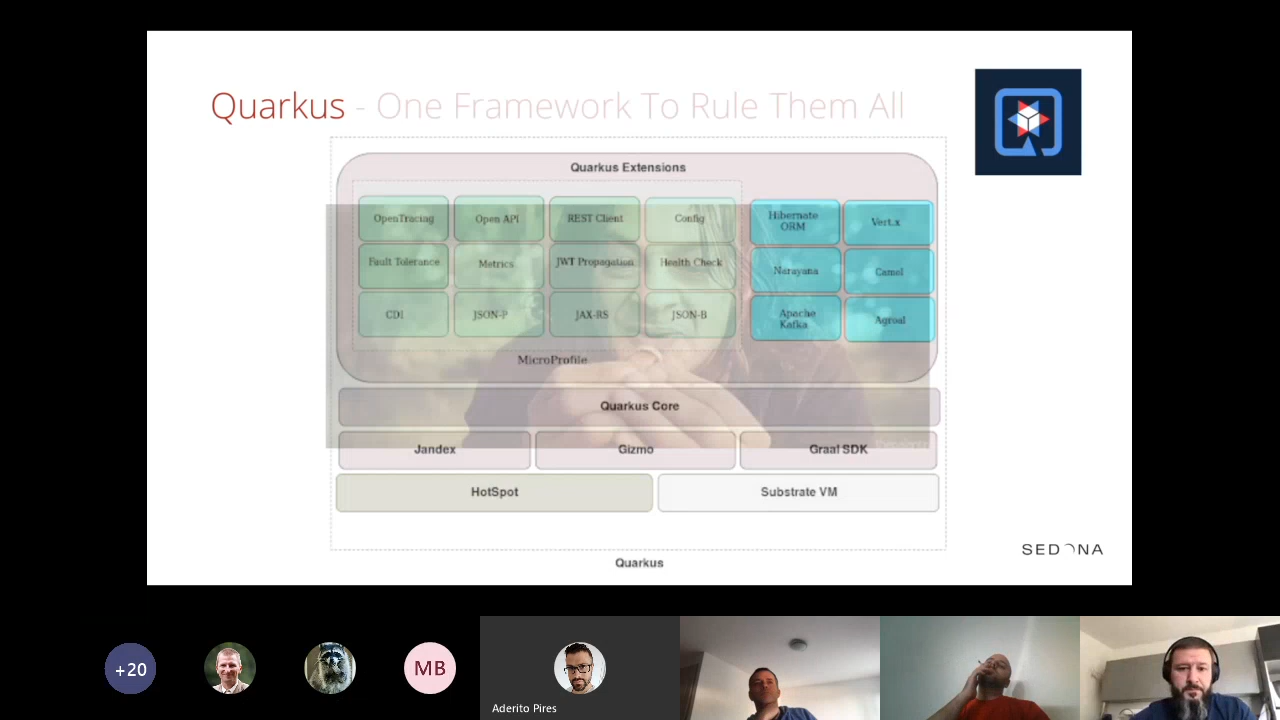 Quarkus - One Framework To Rule Them All
Quarkus Extensions
OpenTracing Open API REST Client Config Hibernate ORM Vert.x
Fault Tolerance Metrics JWT Propagation Health Check Narayana Camel
CDI JSON-P JAX-RS JSON-B Apache Kafka Agroal
MicroProfile
Quarkus Core
Jandex Gizmo Graal SDK
HotSpot Substrate VM
Quarkus
SEDONA
+20 MB
Aderito Pires